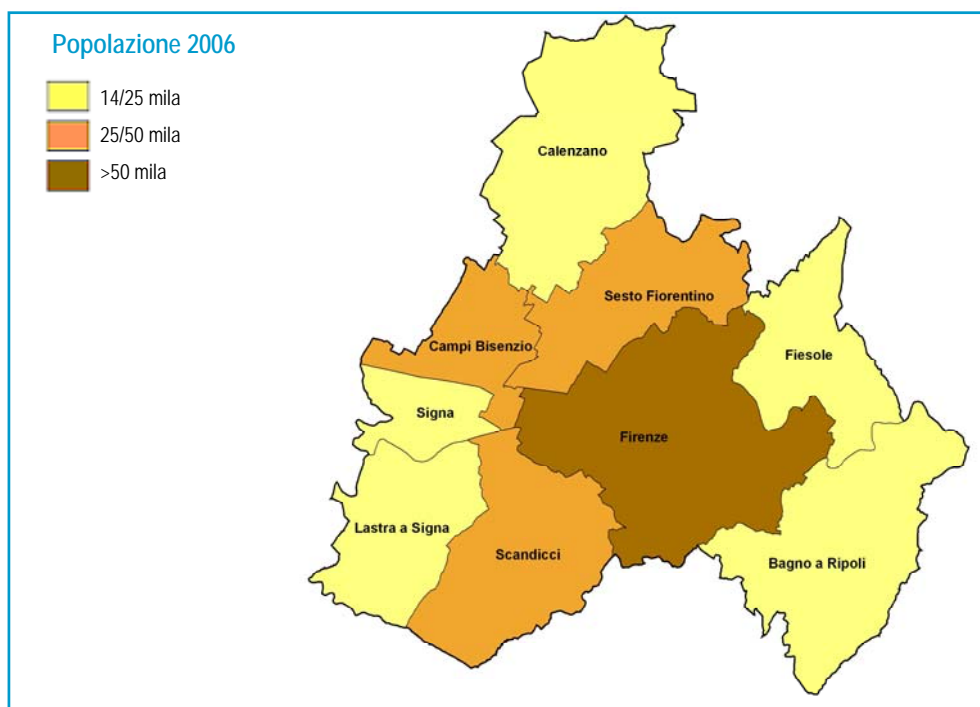 Popolazione 2006
14/25 mila
25/50 mila
>50 mila
Calenzano
Sesto Fiorentino
Campi Bisenzio
Fiesole
Signa
Firenze
Lastra a Signa
Scandicci
Bagno a Ripoli